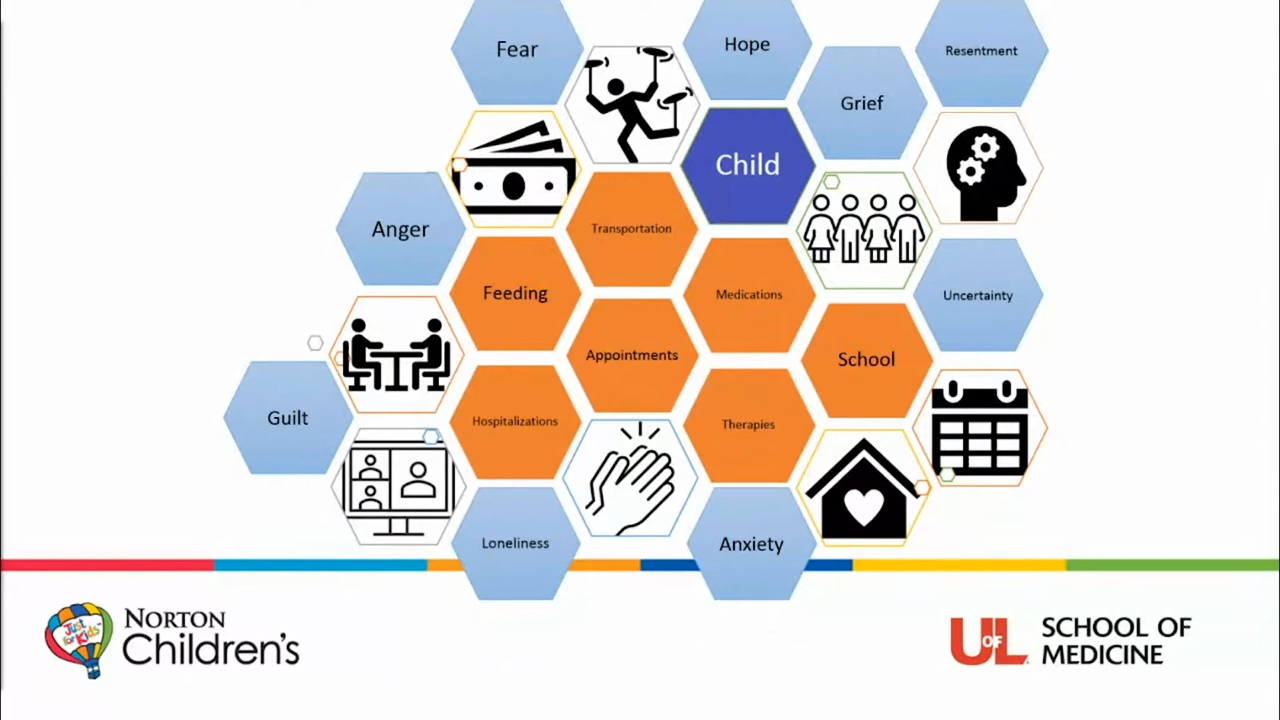 Fear
Hope
Resentment
Grief
Child
Anger
Transportation
Feeding
Medications
Uncertainty
Appointments
School
Guilt
Hospitalizations
Therapies
Loneliness
Anxiety
Just
for Kids
NORTON
Children's
UofL
SCHOOL OF
MEDICINE